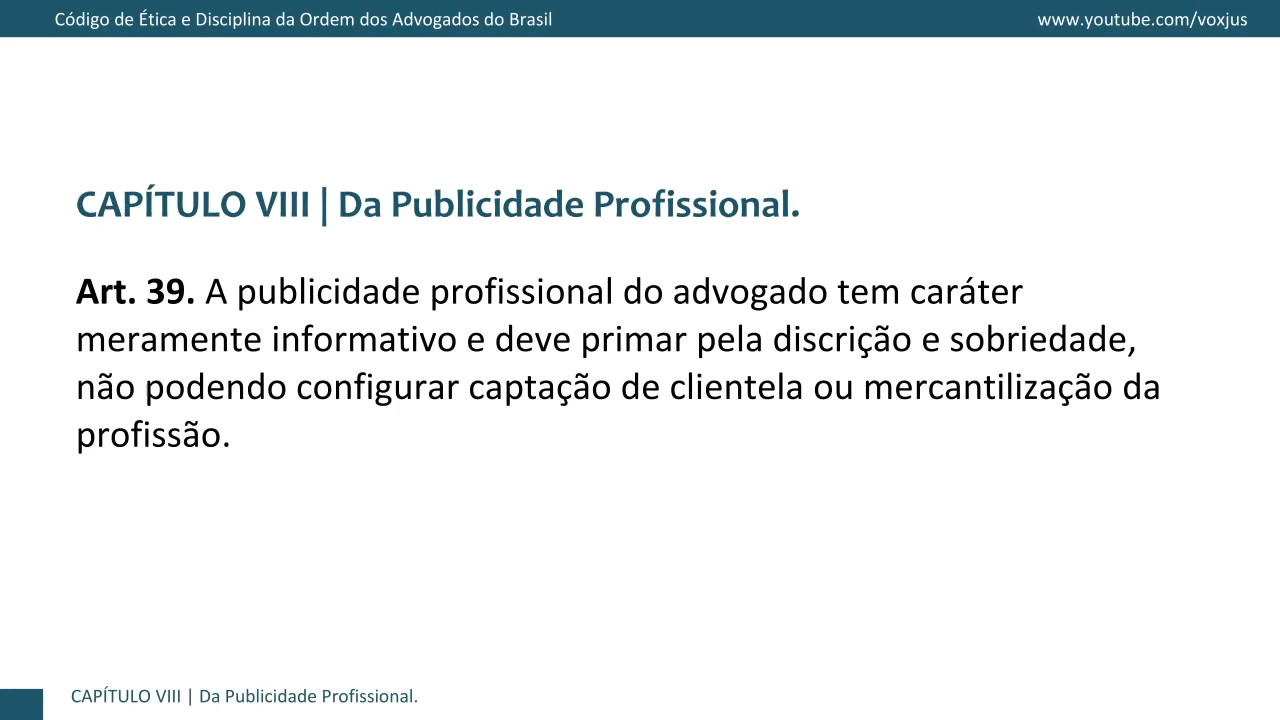 Código de Ética e Disciplina da Ordem dos Advogados do Brasil
www.youtube.com/voxjus
CAPÍTULO VIII | Da Publicidade Profissional.
Art. 39. A publicidade profissional do advogado tem caráter
meramente informativo e deve primar pela discrição e sobriedade,
não podendo configurar captação de clientela ou mercantilização da
profissão.
CAPÍTULO VIII | Da Publicidade Profissional.